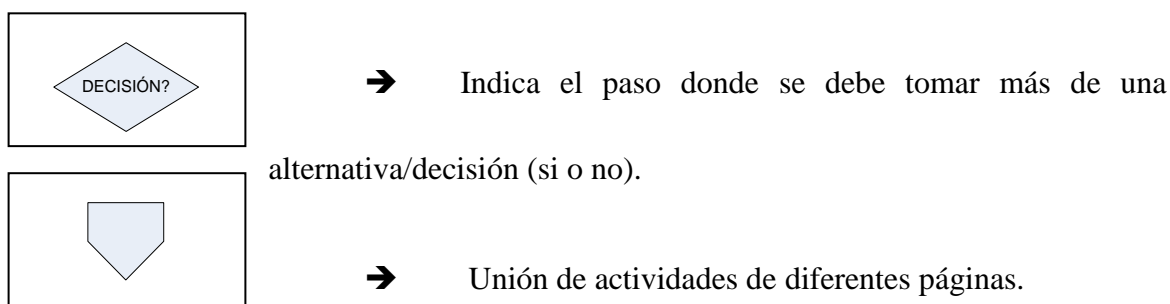 DECISIÓN?
➔ Indica el paso donde se debe tomar más de una
alternativa/decisión (si o no).
➔ Unión de actividades de diferentes páginas.